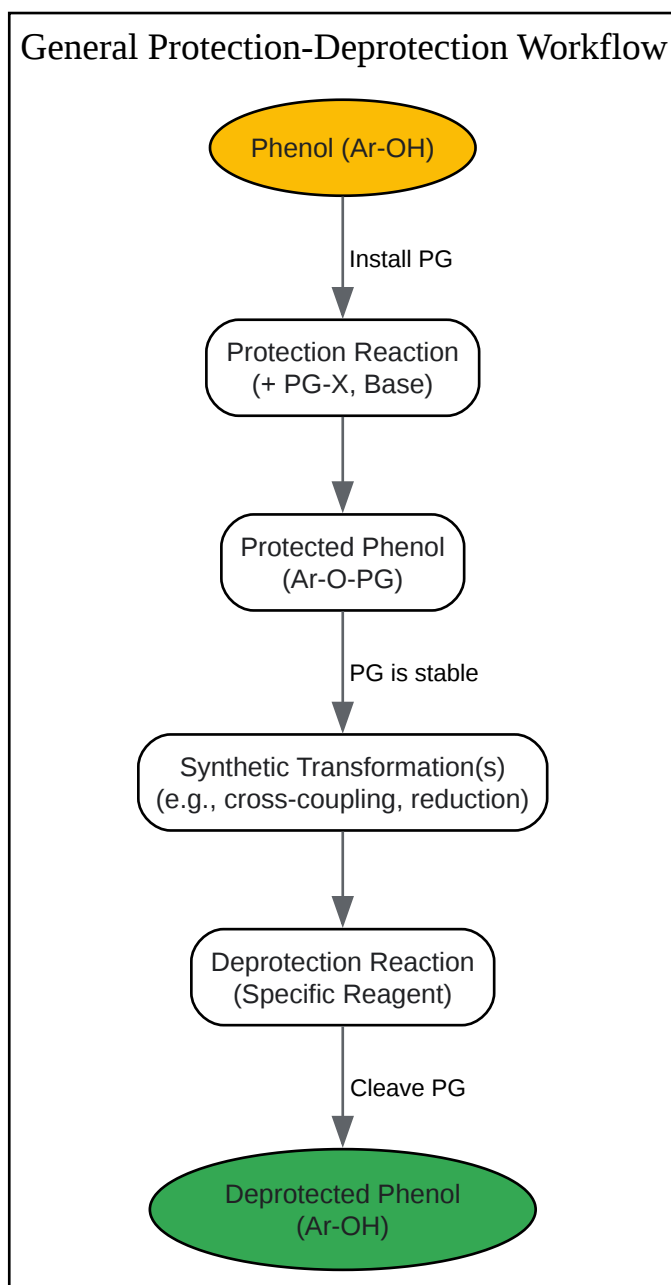 General Protection-Deprotection Workflow
Phenol (Ar-OH)
Install PG
Protection Reaction
(+ PG-X, Base)
Protected Phenol
(Ar-O-PG)
PG is stable
Synthetic Transformation(s)
(e.g., cross-coupling, reduction)
Deprotection Reaction
(Specific Reagent)
Cleave PG
Deprotected Phenol
(Ar-OH)